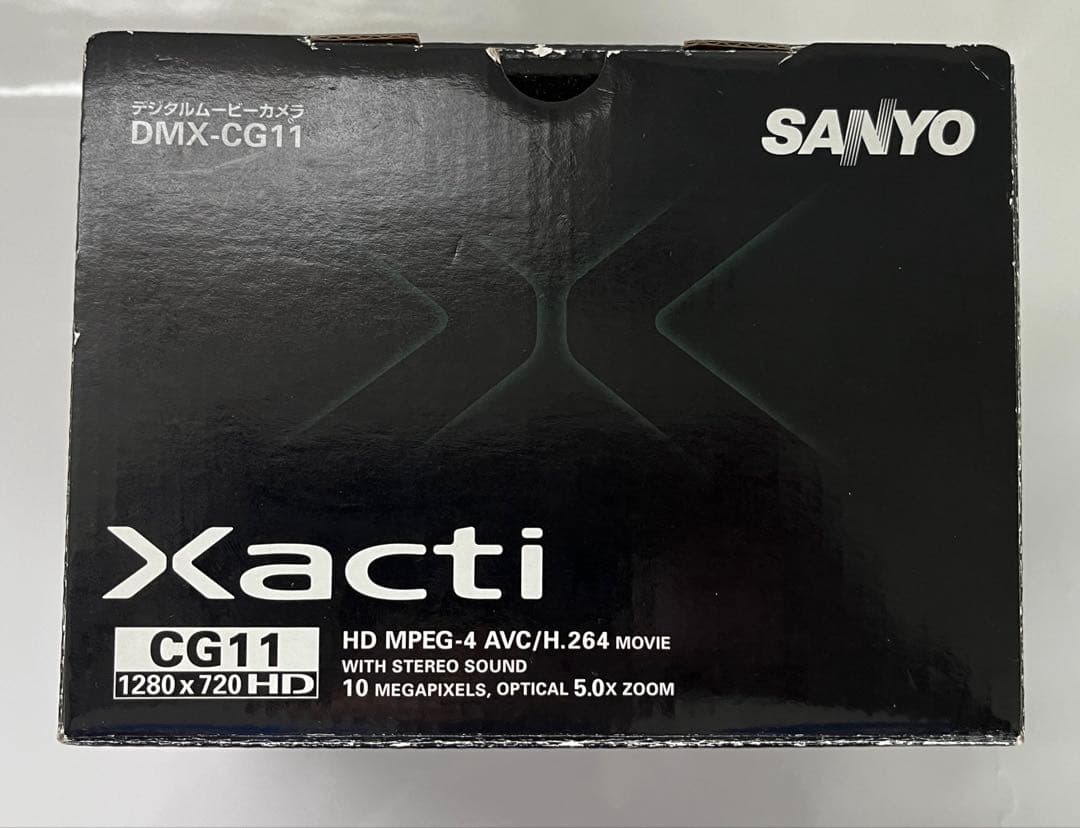 デジタルムービーカメラ
DMX-CG11
SANYO
Xacti
CG11
1280 x 720 HD
HD MPEG-4 AVC/H.264 MOVIE
WITH STEREO SOUND
10 MEGAPIXELS, OPTICAL 5.0X ZOOM